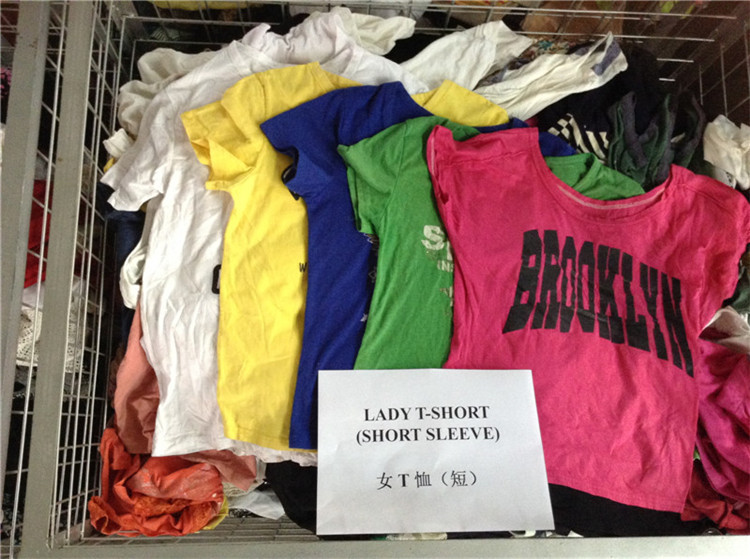 BROOKLYN
LADY T-SHORT
(SHORT SLEEVE)
女T恤（短）